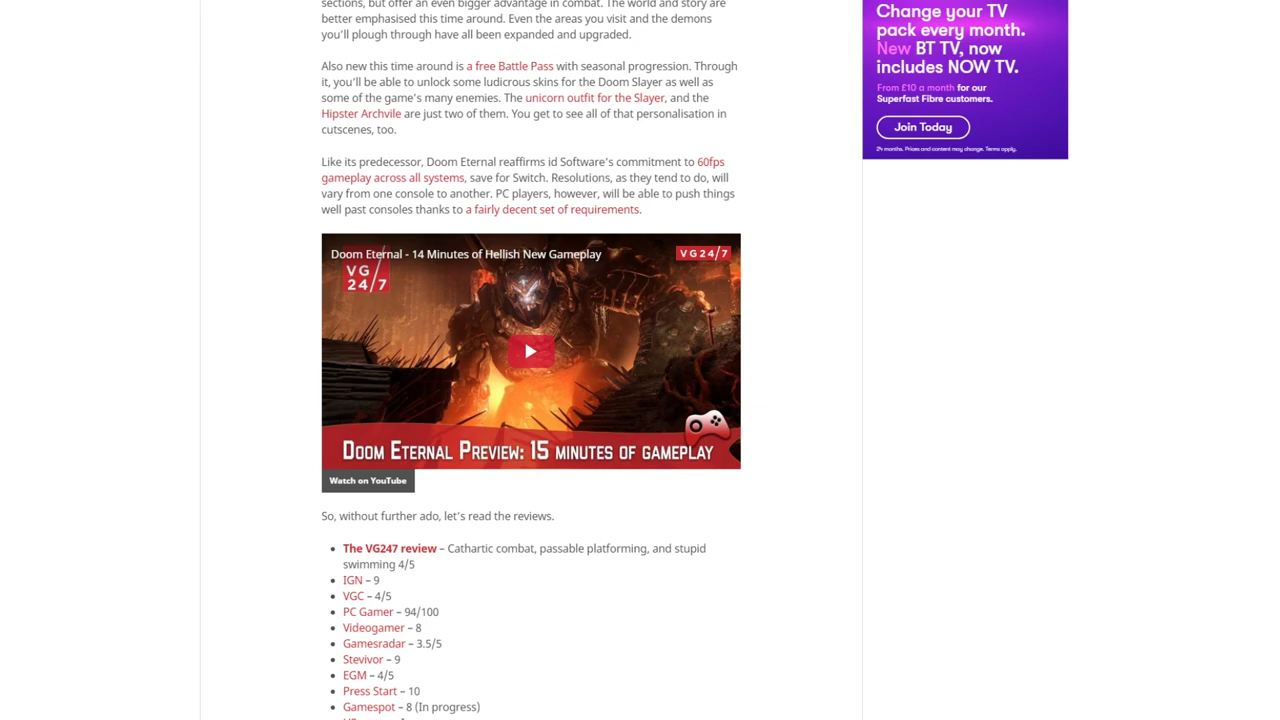 sections, but offer an even bigger advantage in combat. The world and story are
better emphasised this time around. Even the areas you visit and the demons
you'll plough through have all been expanded and upgraded.
Also new this time around is a free Battle Pass with seasonal progression. Through
it, you'll be able to unlock some ludicrous skins for the Doom Slayer as well as
some of the game's many enemies. The unicorn outfit for the Slayer, and the
Hipster Archvile are just two of them. You get to see all of that personalisation in
cutscenes, too.
Like its predecessor, Doom Eternal reaffirms id Software's commitment to 60fps
gameplay across all systems, save for Switch. Resolutions, as they tend to do, will
vary from one console to another. PC players, however, will be able to push things
well past consoles thanks to a fairly decent set of requirements.
Doom Eternal - 14 Minutes of Hellish New Gameplay
VG24/7
VG
24/7
DOOM ETERNAL PREVIEW: 15 MINUTES OF GAMEPLAY
Watch on YouTube
So, without further ado, let's read the reviews.
The VG247 review – Cathartic combat, passable platforming, and stupid
swimming 4/5
IGN – 9
VGC – 4/5
PC Gamer – 94/100
Videogamer – 8
Gamesradar – 3.5/5
Stevivor – 9
EGM – 4/5
Press Start – 10
Gamespot – 8 (In progress)
Change your TV
pack every month.
New BT TV, now
includes NOW TV.
From £10 a month for our
Superfast Fibre customers.
Join Today
24 months. Prices and content may change. Terms apply.